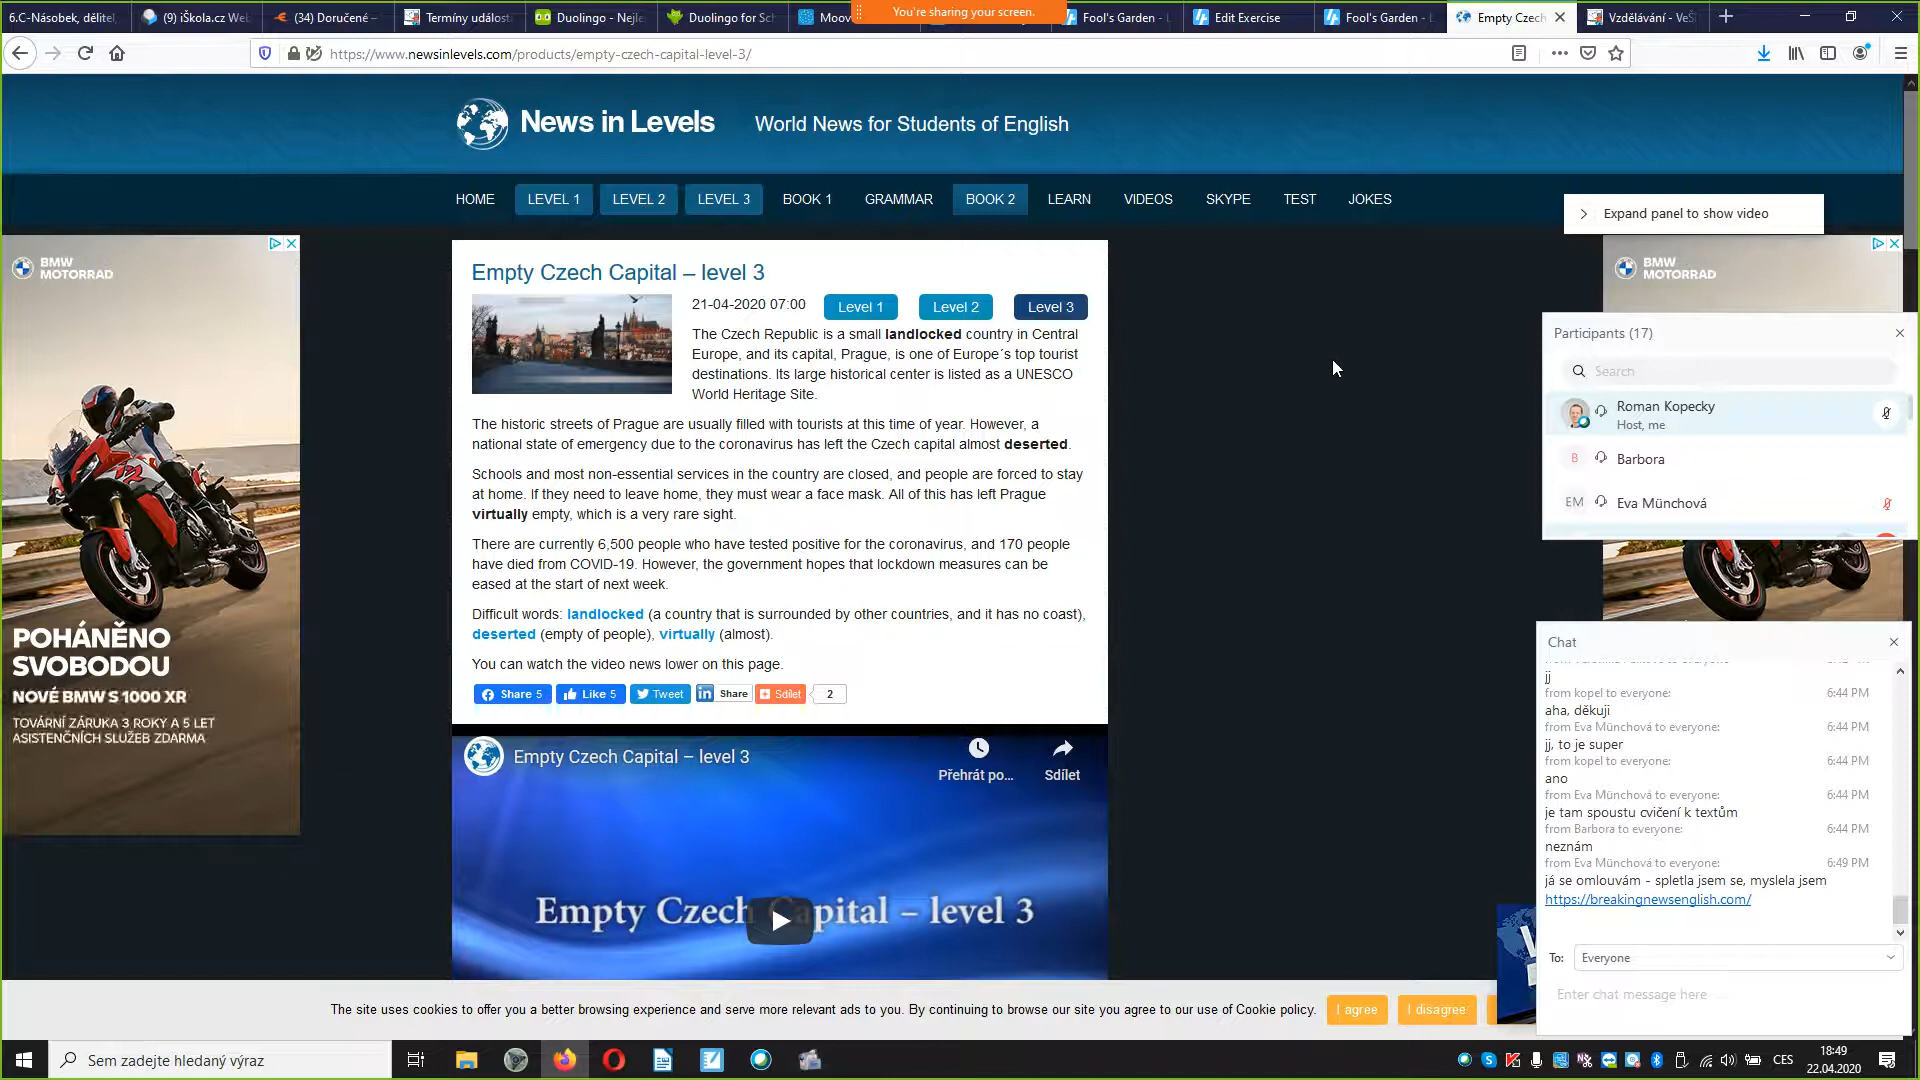 6.C-Násobek, dělitel,
(9) iŠkola.cz Web
(34) Doručené –
Termíny událost
Duolingo - Nejle
Duolingo for Sch
Moov
You're sharing your screen.
Fool's Garden - L
Edit Exercise
Fool's Garden - L
Empty Czech
Vzdělávání - VeŠ
https://www.newsinlevels.com/products/empty-czech-capital-level-3/
News in Levels
World News for Students of English
HOME
LEVEL 1
LEVEL 2
LEVEL 3
BOOK 1
GRAMMAR
BOOK 2
LEARN
VIDEOS
SKYPE
TEST
JOKES
Expand panel to show video
BMW
MOTORRAD
POHÁNĚNO
SVOBODOU
NOVÉ BMW S 1000 XR
TOVÁRNÍ ZÁRUKA 3 ROKY A 5 LET
ASISTENČNÍCH SLUŽEB ZDARMA
Empty Czech Capital – level 3
21-04-2020 07:00
Level 1
Level 2
Level 3
The Czech Republic is a small landlocked country in Central
Europe, and its capital, Prague, is one of Europe´s top tourist
destinations. Its large historical center is listed as a UNESCO
World Heritage Site.
The historic streets of Prague are usually filled with tourists at this time of year. However, a
national state of emergency due to the coronavirus has left the Czech capital almost deserted.
Schools and most non-essential services in the country are closed, and people are forced to stay
at home. If they need to leave home, they must wear a face mask. All of this has left Prague
virtually empty, which is a very rare sight.
There are currently 6,500 people who have tested positive for the coronavirus, and 170 people
have died from COVID-19. However, the government hopes that lockdown measures can be
eased at the start of next week.
Difficult words: landlocked (a country that is surrounded by other countries, and it has no coast),
deserted (empty of people), virtually (almost).
You can watch the video news lower on this page.
Share 5
Like 5
Tweet
in Share
Sdílet
2
Empty Czech Capital – level 3
Přehrát po...
Sdílet
Empty Czech Capital – level 3
BMW
MOTORRAD
Participants (17)
Search
Roman Kopecky
Host, me
B
Barbora
EM
Eva Münchová
Chat
jj
from kopel to everyone: 6:44 PM
aha, děkuji
from Eva Münchová to everyone: 6:44 PM
jj, to je super
from kopel to everyone: 6:44 PM
ano
from Eva Münchová to everyone: 6:44 PM
je tam spoustu cvičení k textům
from Barbora to everyone: 6:44 PM
neznám
from Eva Münchová to everyone: 6:49 PM
já se omlouvám - spletla jsem se, myslela jsem
https://breakingnewsenglish.com/
To:
Everyone
Enter chat message here
The site uses cookies to offer you a better browsing experience and serve more relevant ads to you. By continuing to browse our site you agree to our use of Cookie policy.
I agree
I disagree
Sem zadejte hledaný výraz
CES
18:49
22.04.2020